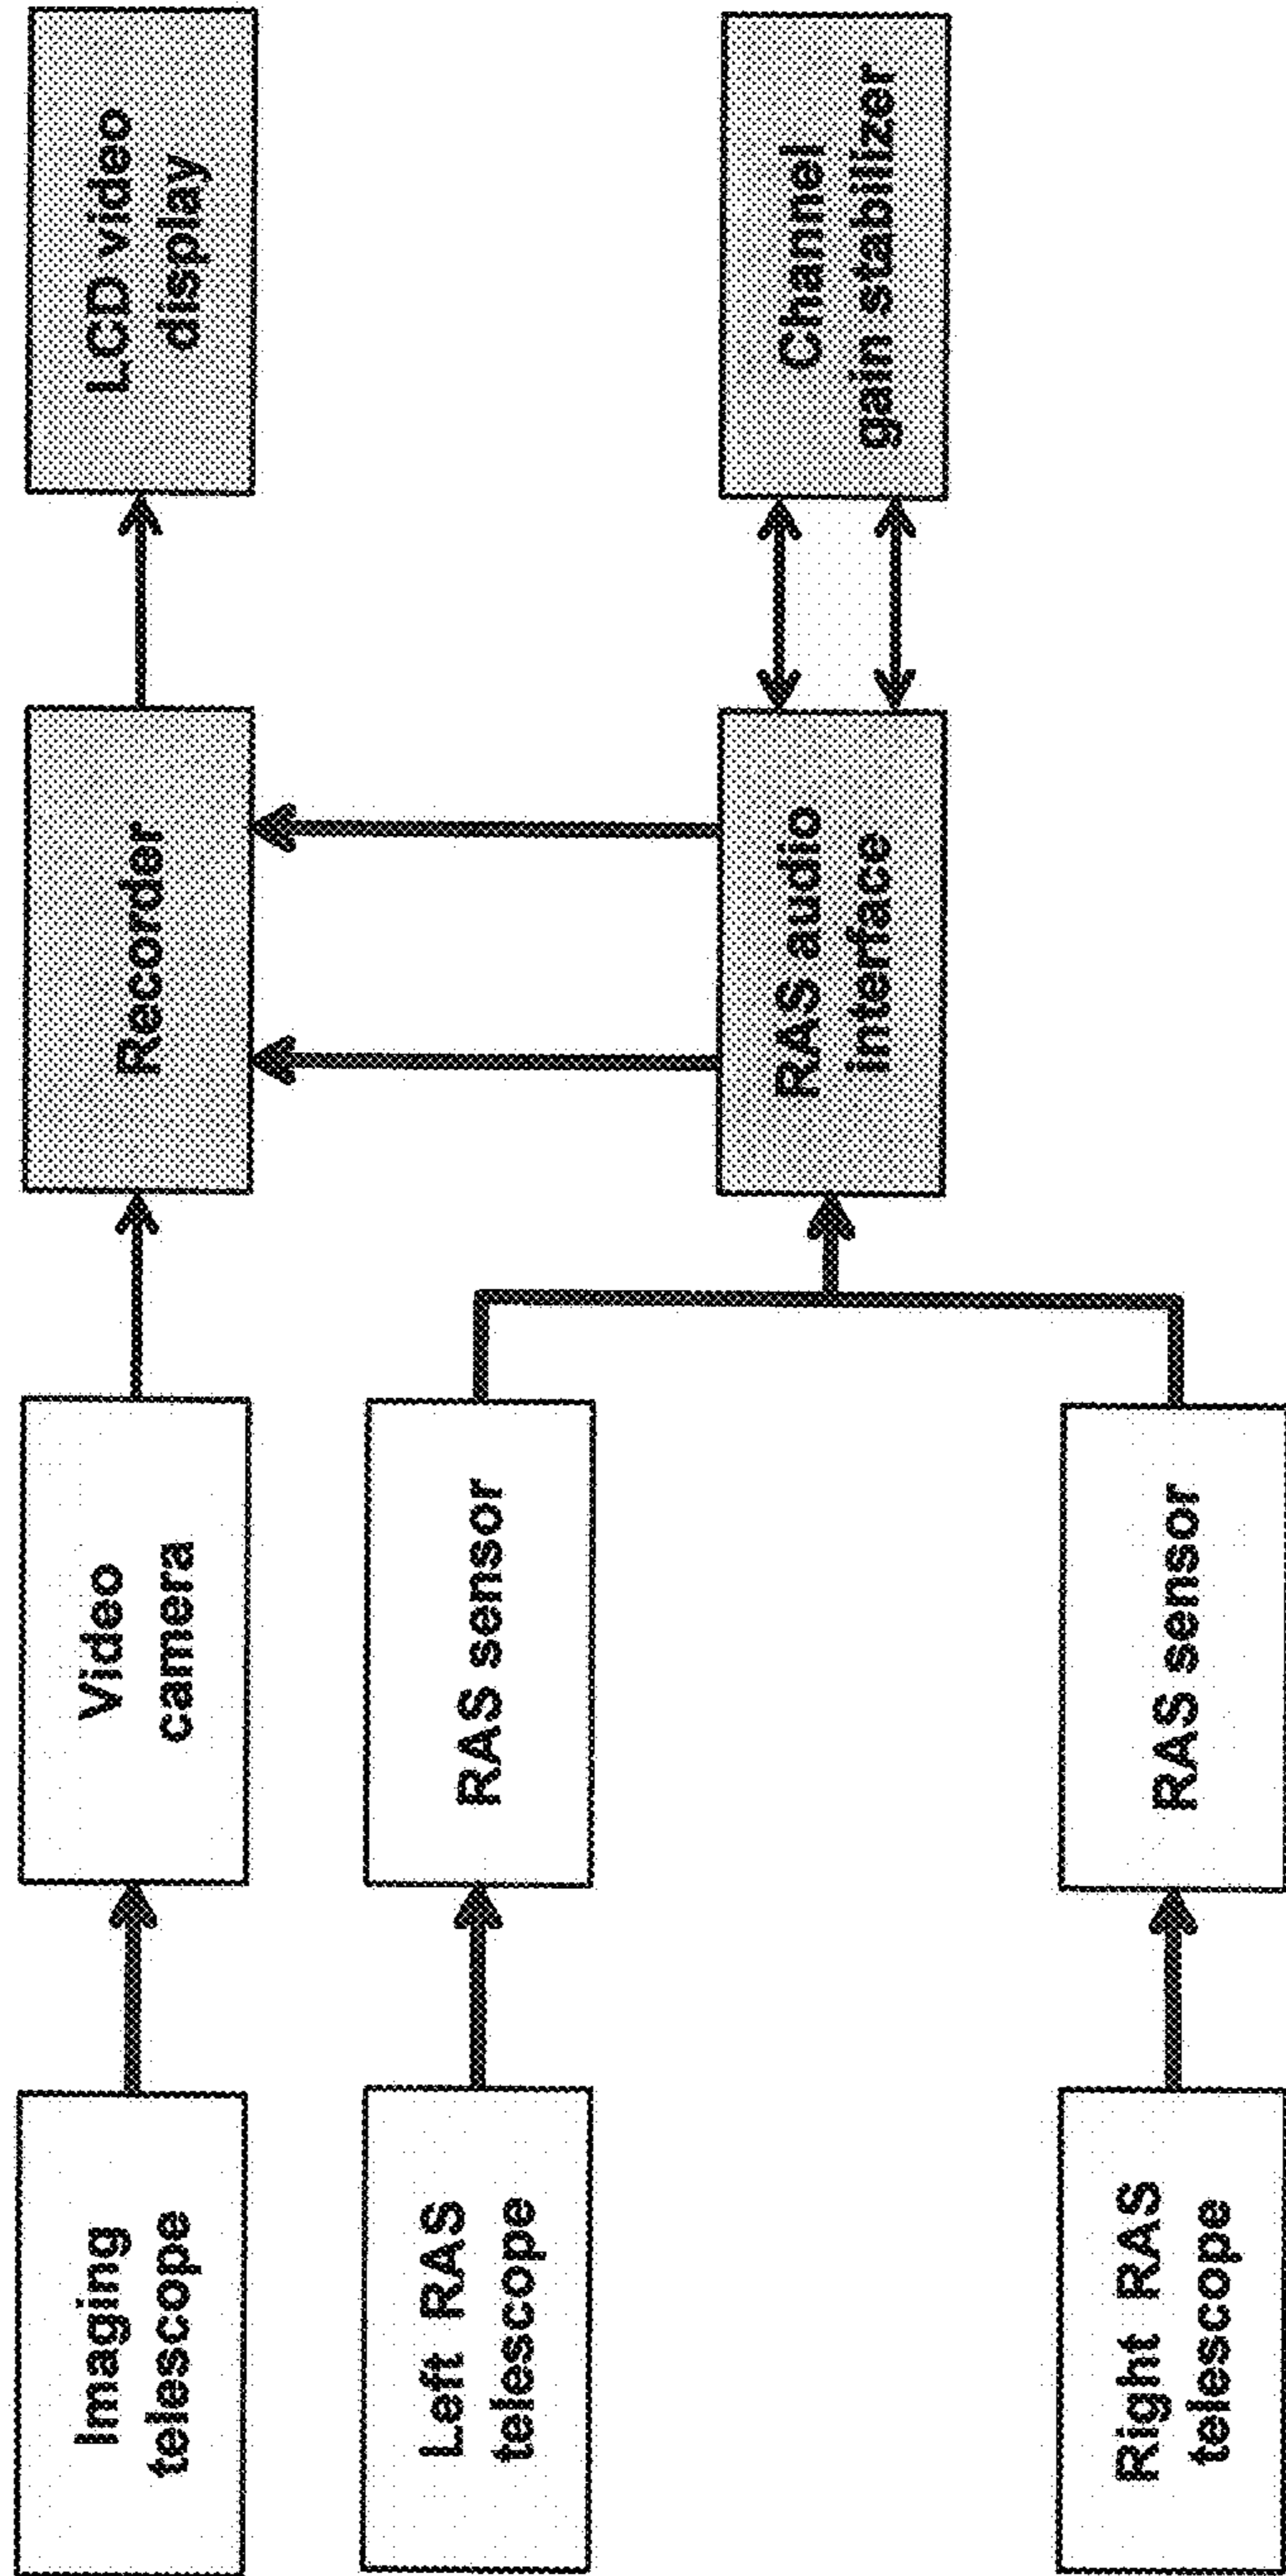 Imaging
telescope
Video
camera
Recorder
LCD video
display
Left RAS
telescope
RAS sensor
RAS audio
interface
Channel
gain stabilizer
Right RAS
telescope
RAS sensor